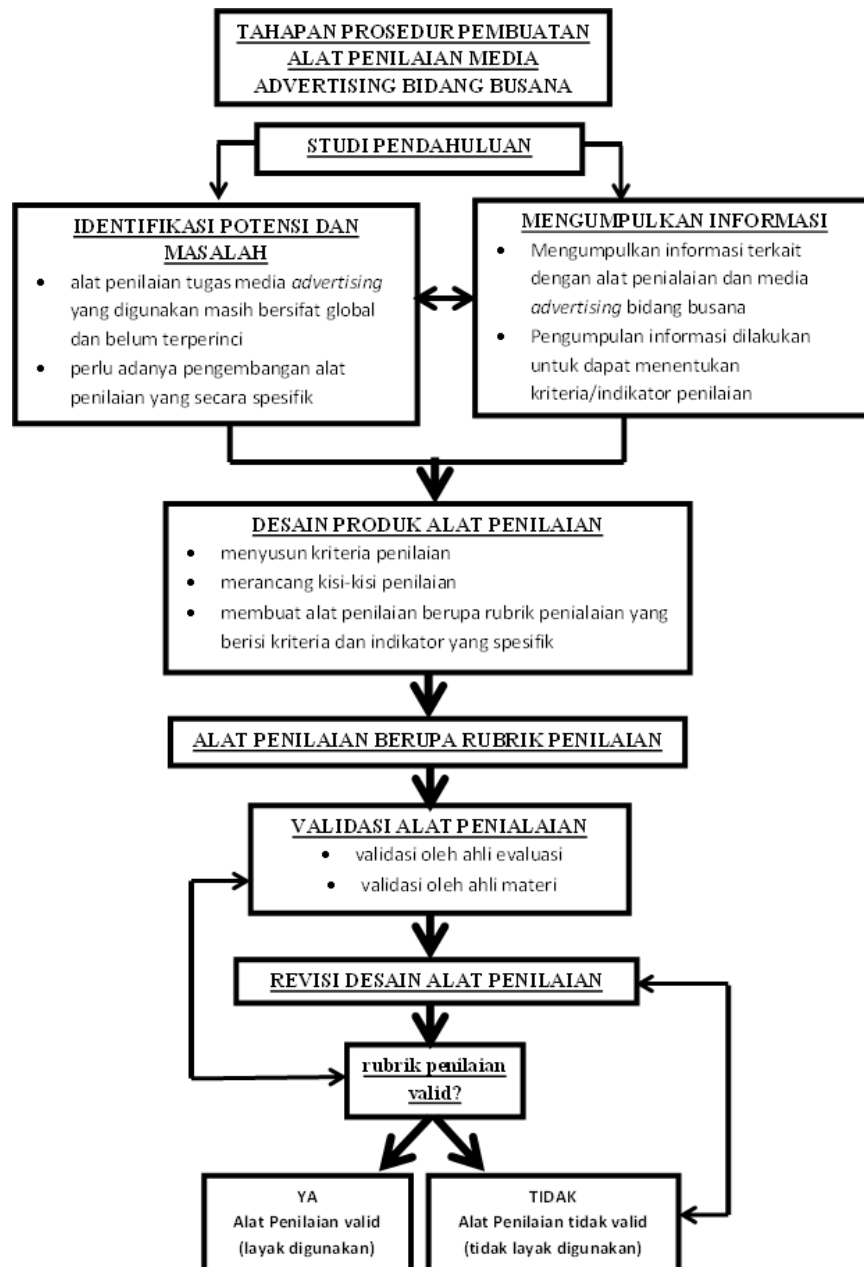 TAHAPAN PROSEDUR PEMBUATAN
ALAT PENILAIAN MEDIA
ADVERTISING BIDANG BUSANA
STUDI PENDAHULUAN
IDENTIFIKASI POTENSI DAN
MASALAH
• alat penilaian tugas media advertising
yang digunakan masih bersifat global
dan belum terperinci
• perlu adanya pengembangan alat
penilaian yang secara spesifik
MENGUMPULKAN INFORMASI
• Mengumpulkan informasi terkait
dengan alat penialaian dan media
advertising bidang busana
• Pengumpulan informasi dilakukan
untuk dapat menentukan
kriteria/indikator penilaian
DESAIN PRODUK ALAT PENILAIAN
• menyusun kriteria penilaian
• merancang kisi-kisi penilaian
• membuat alat penilaian berupa rubrik penialaian yang
berisi kriteria dan indikator yang spesifik
ALAT PENILAIAN BERUPA RUBRIK PENILAIAN
VALIDASI ALAT PENIALAIAN
• validasi oleh ahli evaluasi
• validasi oleh ahli materi
REVISI DESAIN ALAT PENILAIAN
rubrik penilaian
valid?
YA
Alat Penilaian valid
(layak digunakan)
TIDAK
Alat Penilaian tidak valid
(tidak layak digunakan)